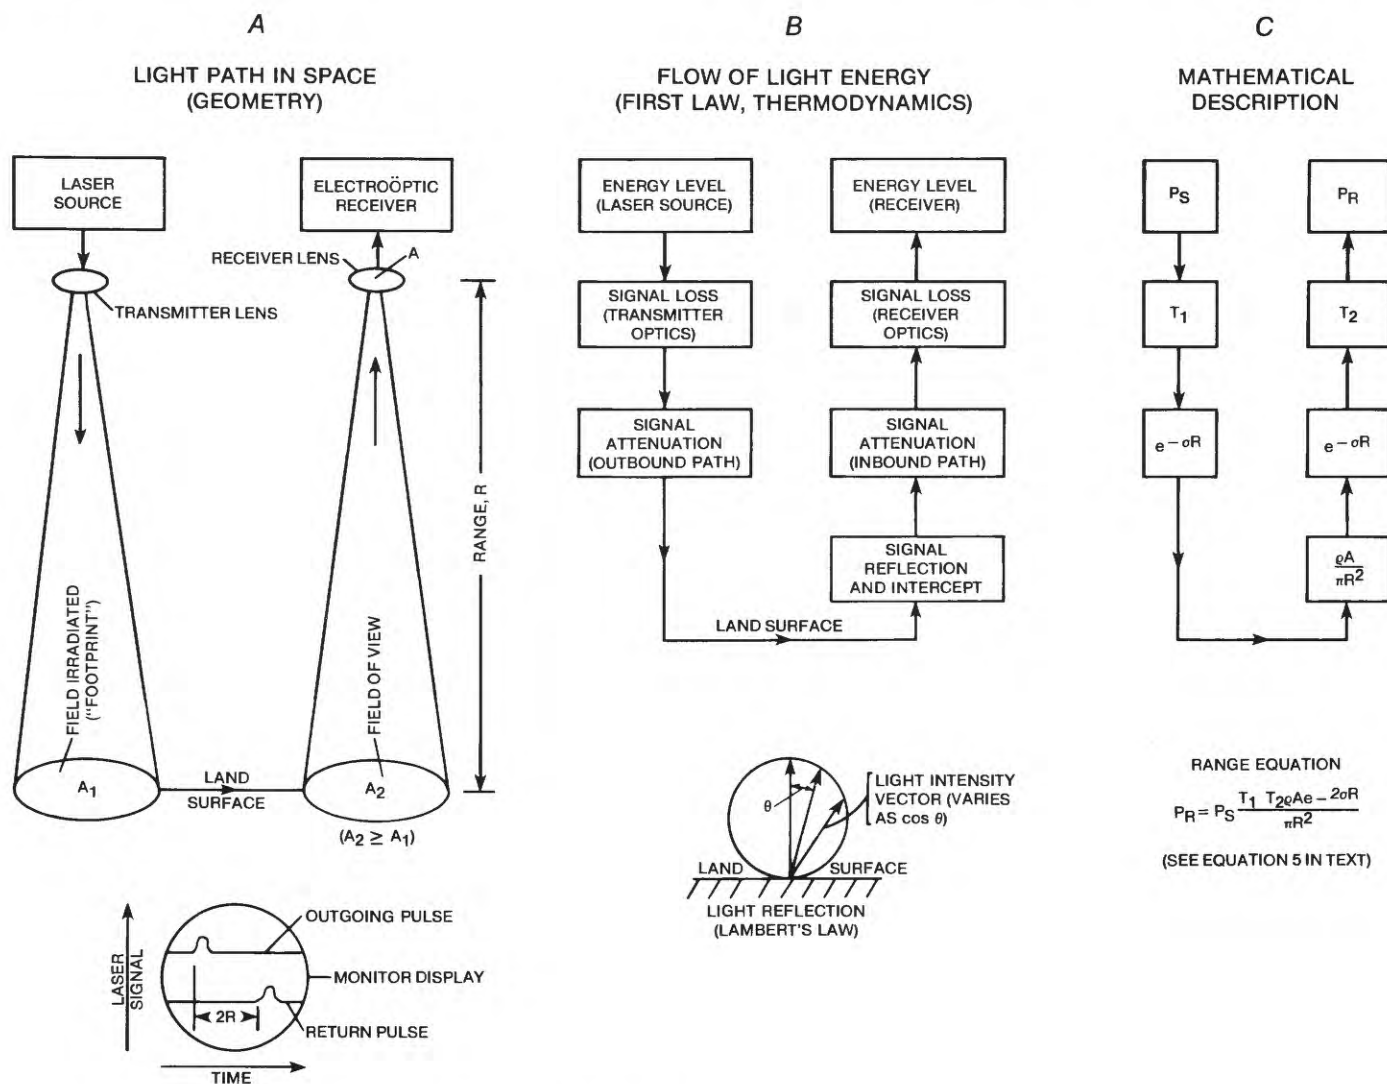 A
LIGHT PATH IN SPACE
(GEOMETRY)
LASER
SOURCE
ELECTROÖPTIC
RECEIVER
RECEIVER LENS
A
TRANSMITTER LENS
RANGE, R
FIELD IRRADIATED
("FOOTPRINT")
FIELD OF VIEW
A₁
LAND
SURFACE
A₂
(A₂ ≥ A₁)
LASER
SIGNAL
OUTGOING PULSE
MONITOR DISPLAY
2R
RETURN PULSE
TIME
B
FLOW OF LIGHT ENERGY
(FIRST LAW, THERMODYNAMICS)
ENERGY LEVEL
(LASER SOURCE)
SIGNAL LOSS
(TRANSMITTER
OPTICS)
SIGNAL
ATTENUATION
(OUTBOUND PATH)
LAND SURFACE
SIGNAL
REFLECTION
AND INTERCEPT
SIGNAL
ATTENUATION
(INBOUND PATH)
SIGNAL LOSS
(RECEIVER
OPTICS)
ENERGY LEVEL
(RECEIVER)
θ
LIGHT INTENSITY
VECTOR (VARIES
AS cos θ)
LAND SURFACE
LIGHT REFLECTION
(LAMBERT'S LAW)
C
MATHEMATICAL
DESCRIPTION
P_S
T₁
e^−σR
ϱA
πR²
e^−σR
T₂
P_R
RANGE EQUATION
P_R = P_S T₁ T₂ϱAe^−2σR
πR²
(SEE EQUATION 5 IN TEXT)